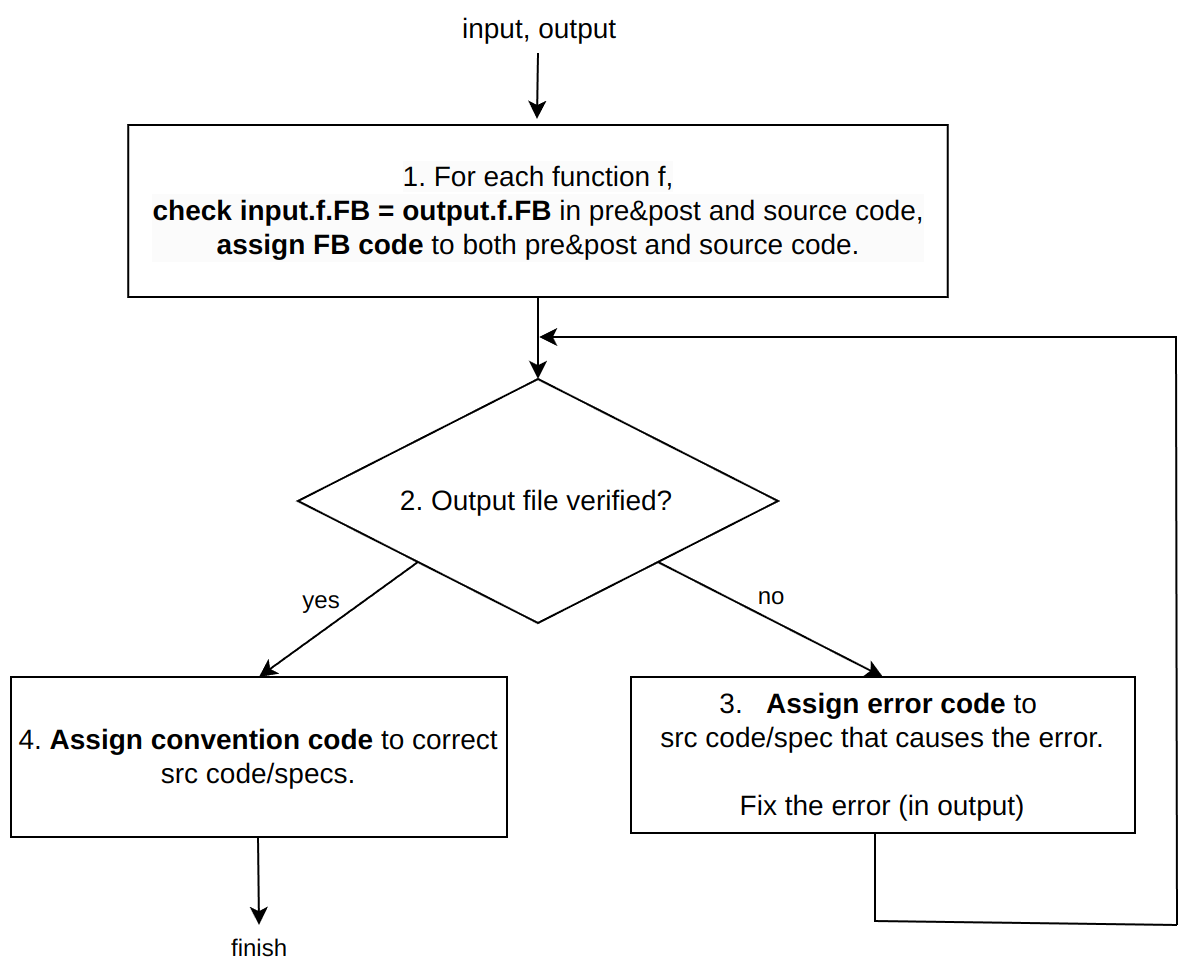 input, output
1. For each function f,
check input.f.FB = output.f.FB in pre&post and source code,
assign FB code to both pre&post and source code.
2. Output file verified?
yes
no
4. Assign convention code to correct
src code/specs.
3. Assign error code to
src code/spec that causes the error.
Fix the error (in output)
finish